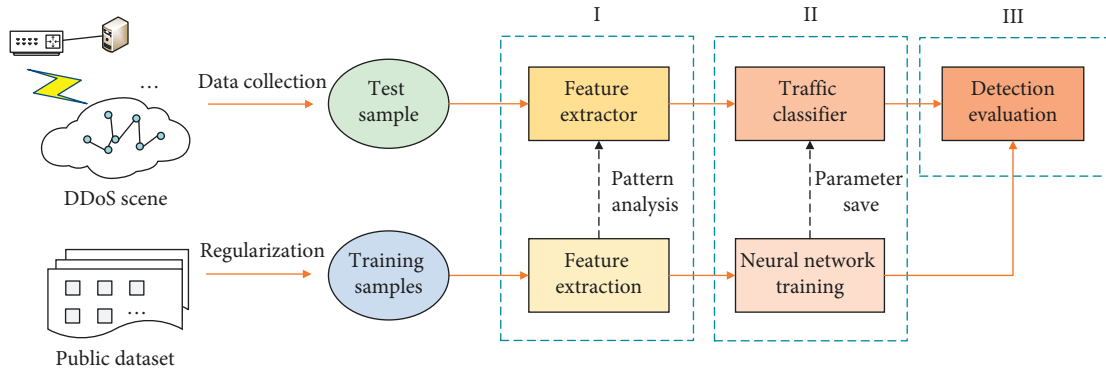 I
II
III
Data collection
Test
sample
Feature
extractor
Traffic
classifier
Detection
evaluation
...
DDoS scene
Pattern
analysis
Parameter
save
Regularization
Training
samples
Feature
extraction
Neural network
training
...
Public dataset